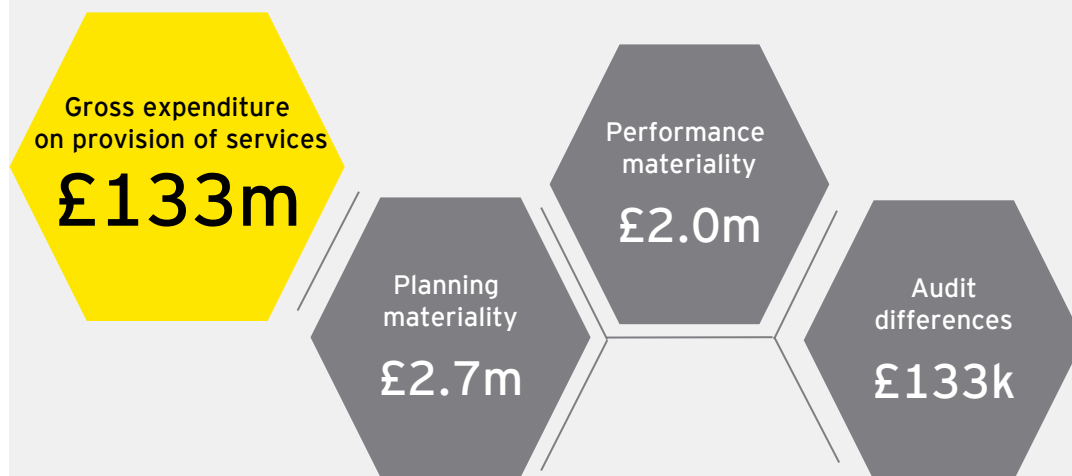 Gross expenditure
on provision of services
£133m
Planning
materiality
£2.7m
Performance
materiality
£2.0m
Audit
differences
£133k